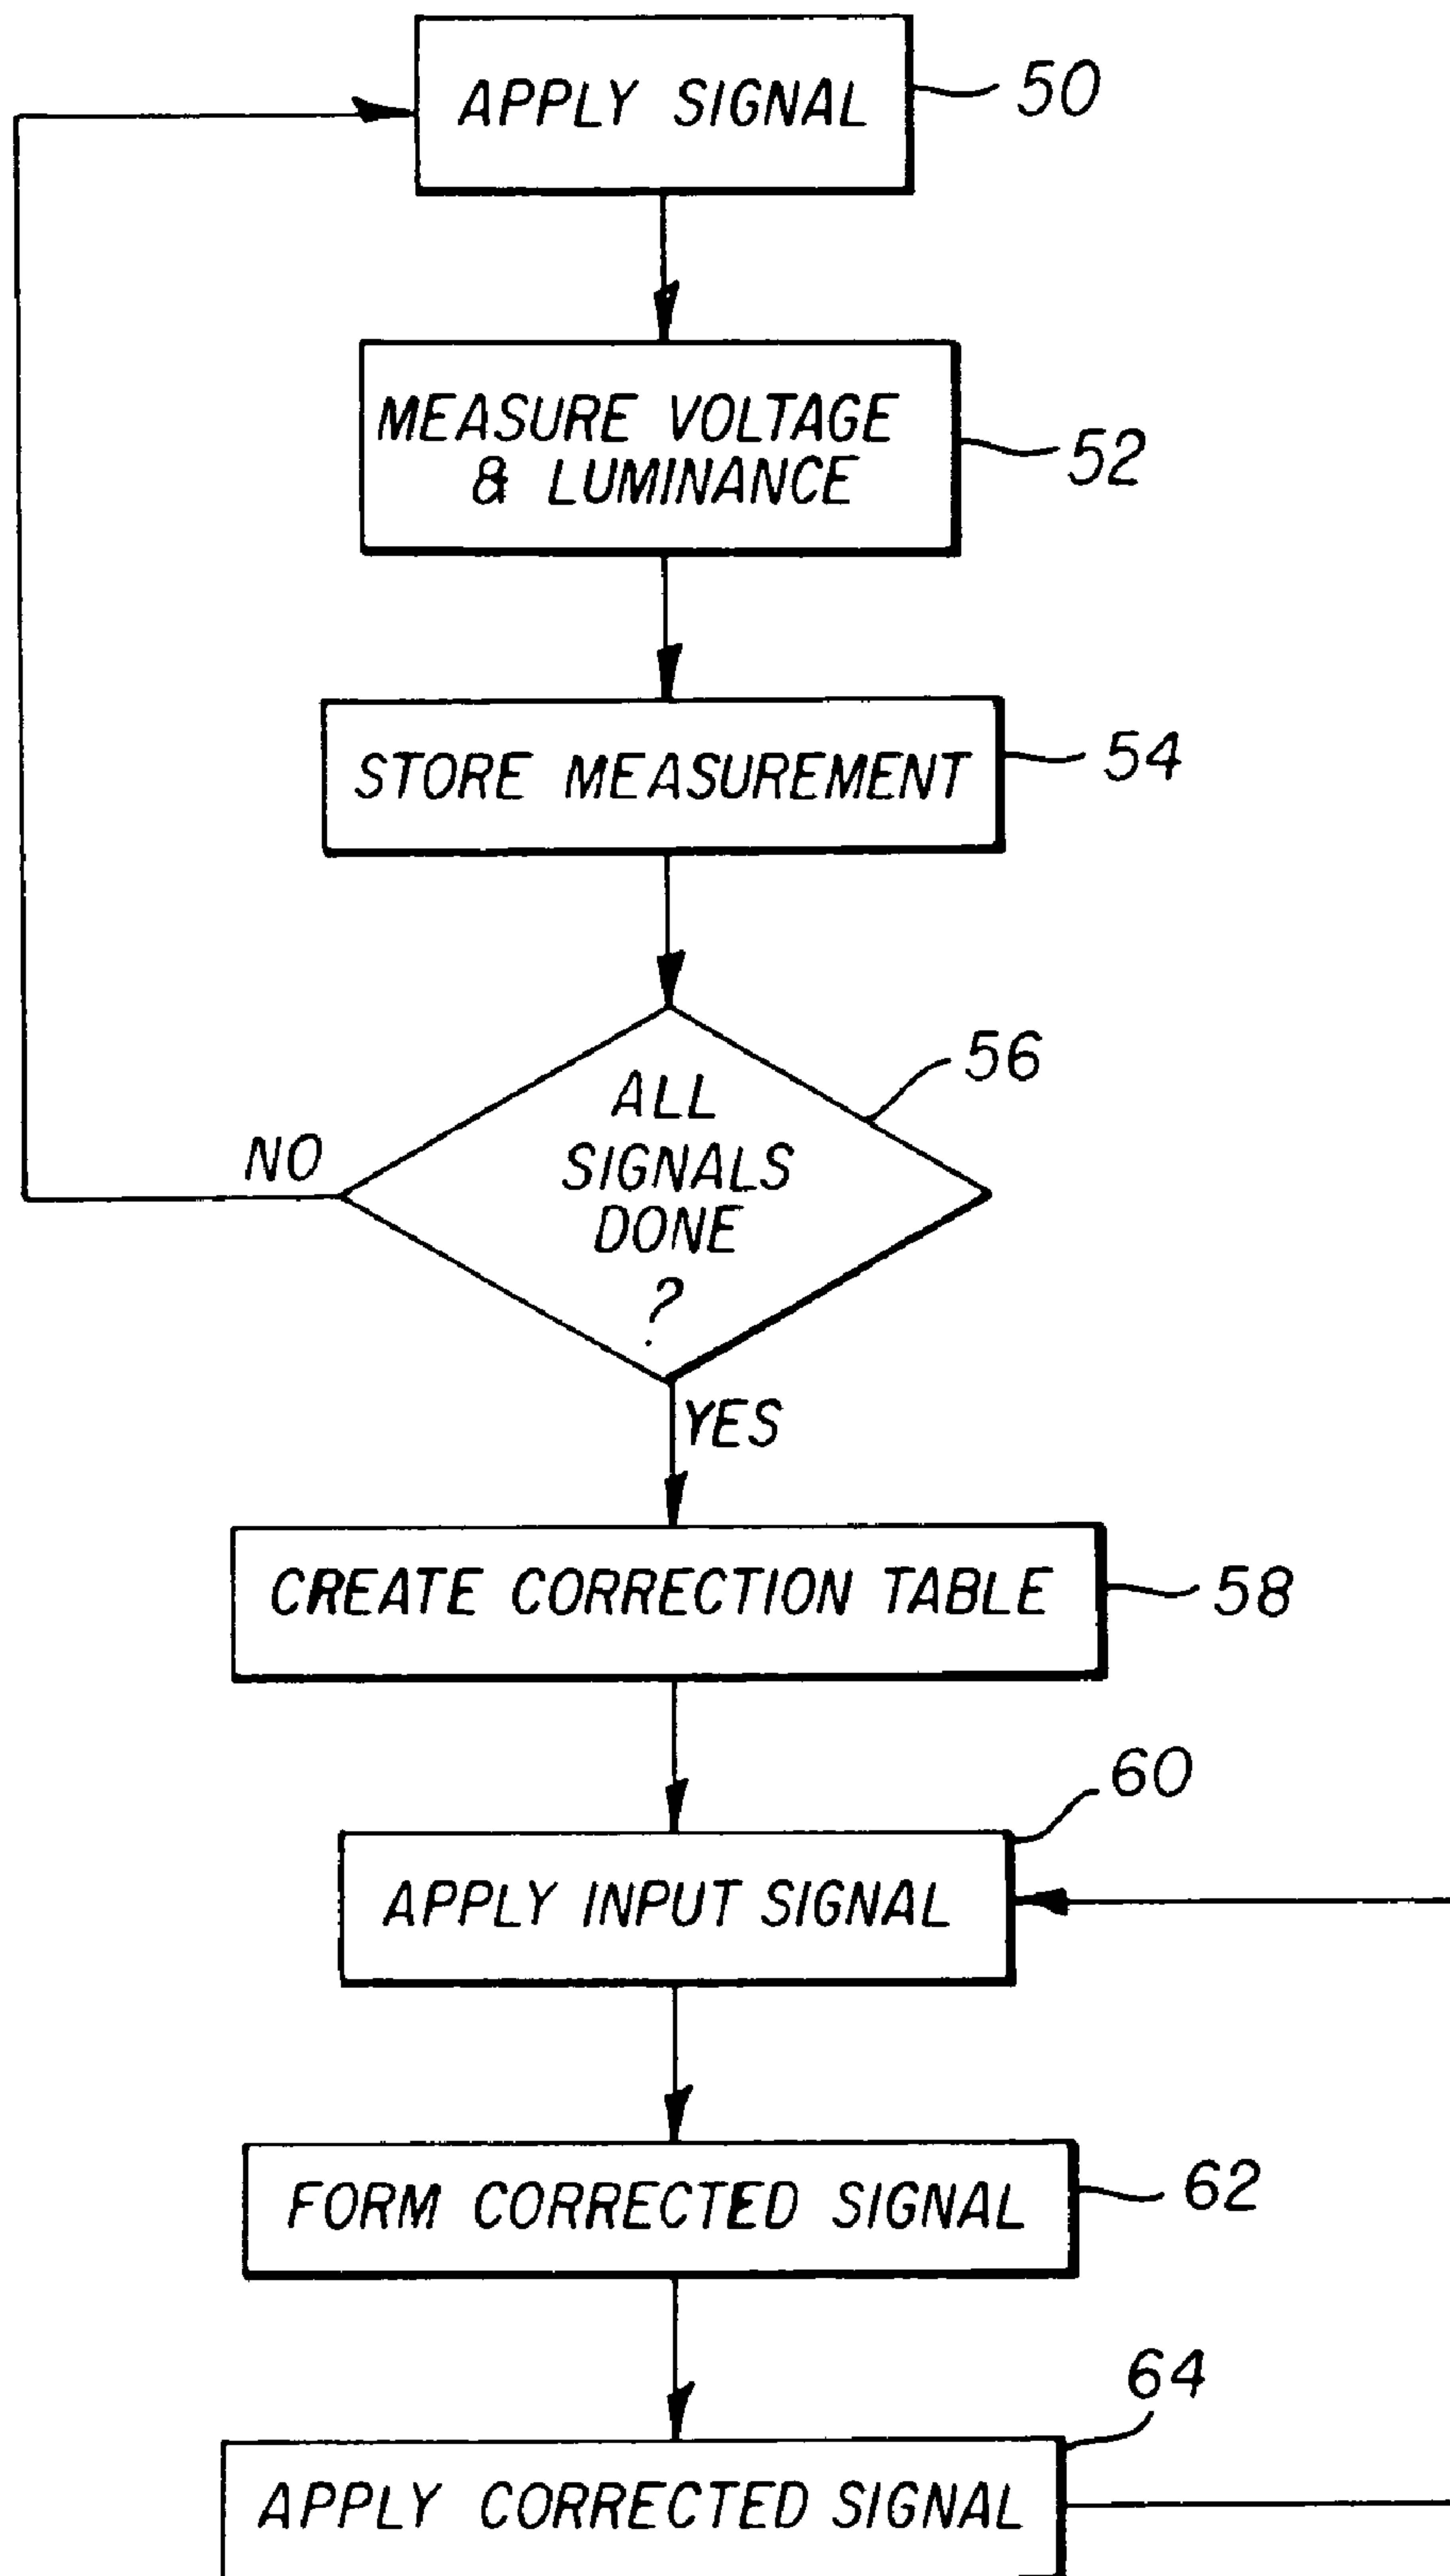 APPLY SIGNAL
50
MEASURE VOLTAGE
& LUMINANCE
52
STORE MEASUREMENT
54
56
ALL
SIGNALS
DONE
?
NO
YES
CREATE CORRECTION TABLE
58
60
APPLY INPUT SIGNAL
FORM CORRECTED SIGNAL
62
64
APPLY CORRECTED SIGNAL